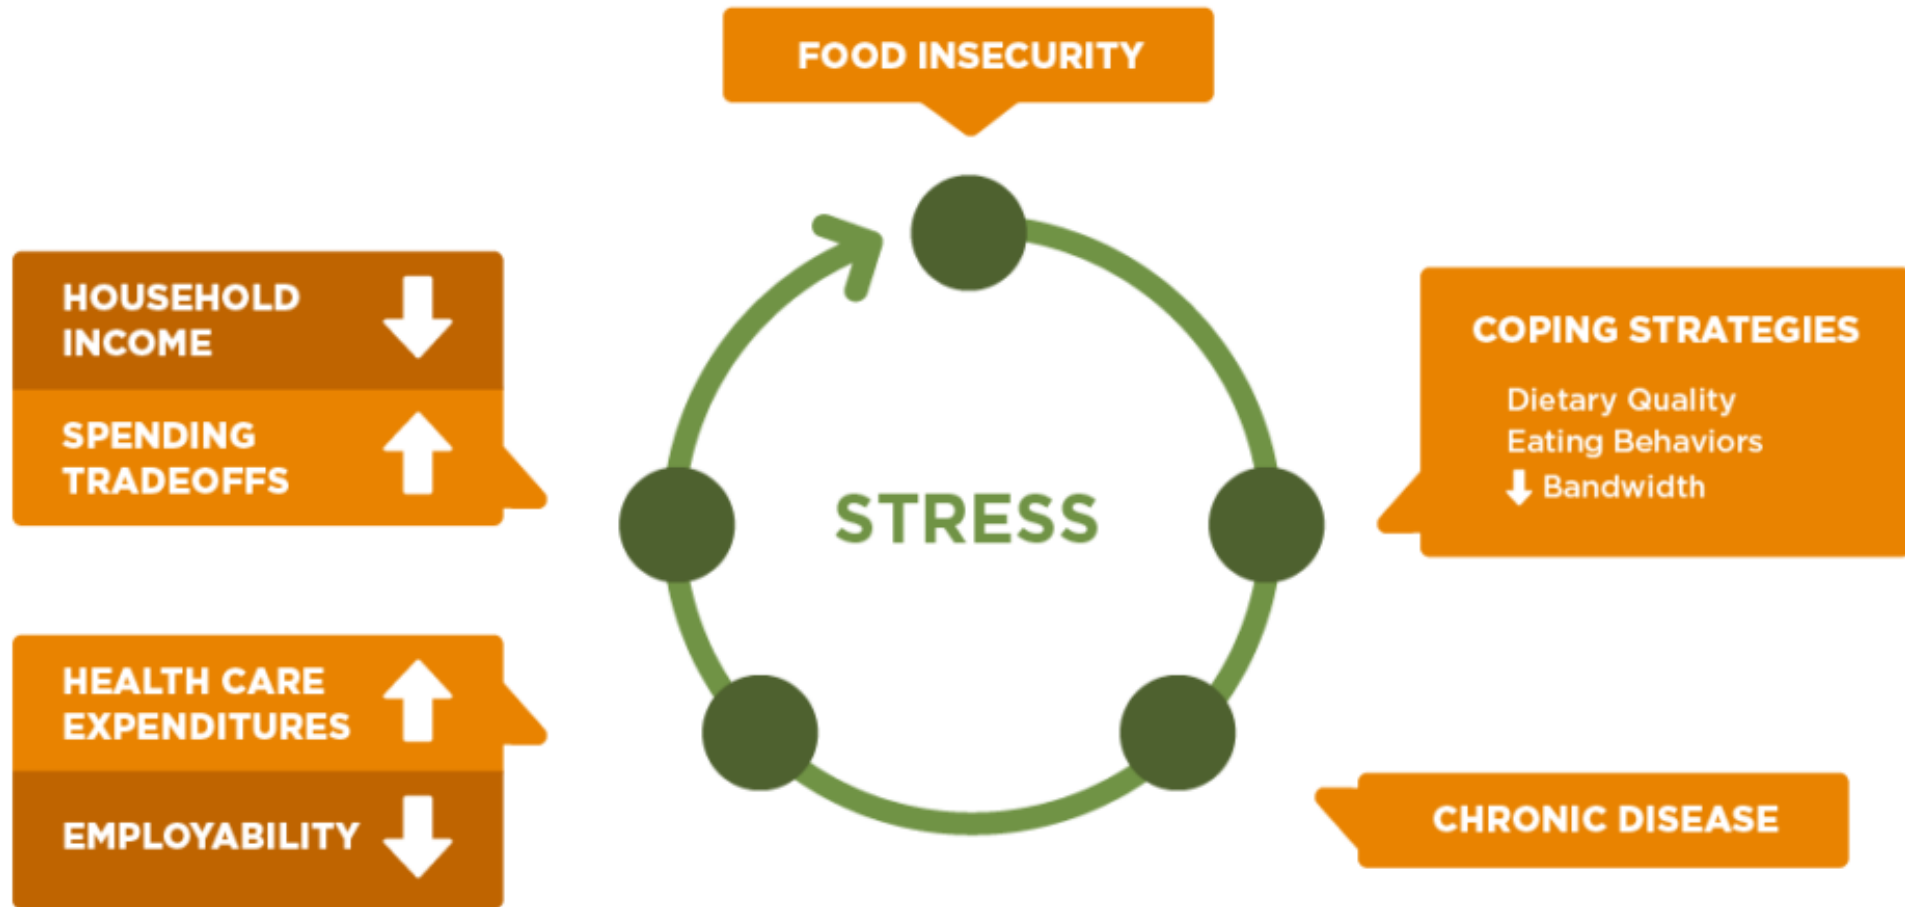 FOOD INSECURITY
HOUSEHOLD
INCOME
SPENDING
TRADEOFFS
STRESS
COPING STRATEGIES
Dietary Quality
Eating Behaviors
Bandwidth
HEALTH CARE
EXPENDITURES
EMPLOYABILITY
CHRONIC DISEASE